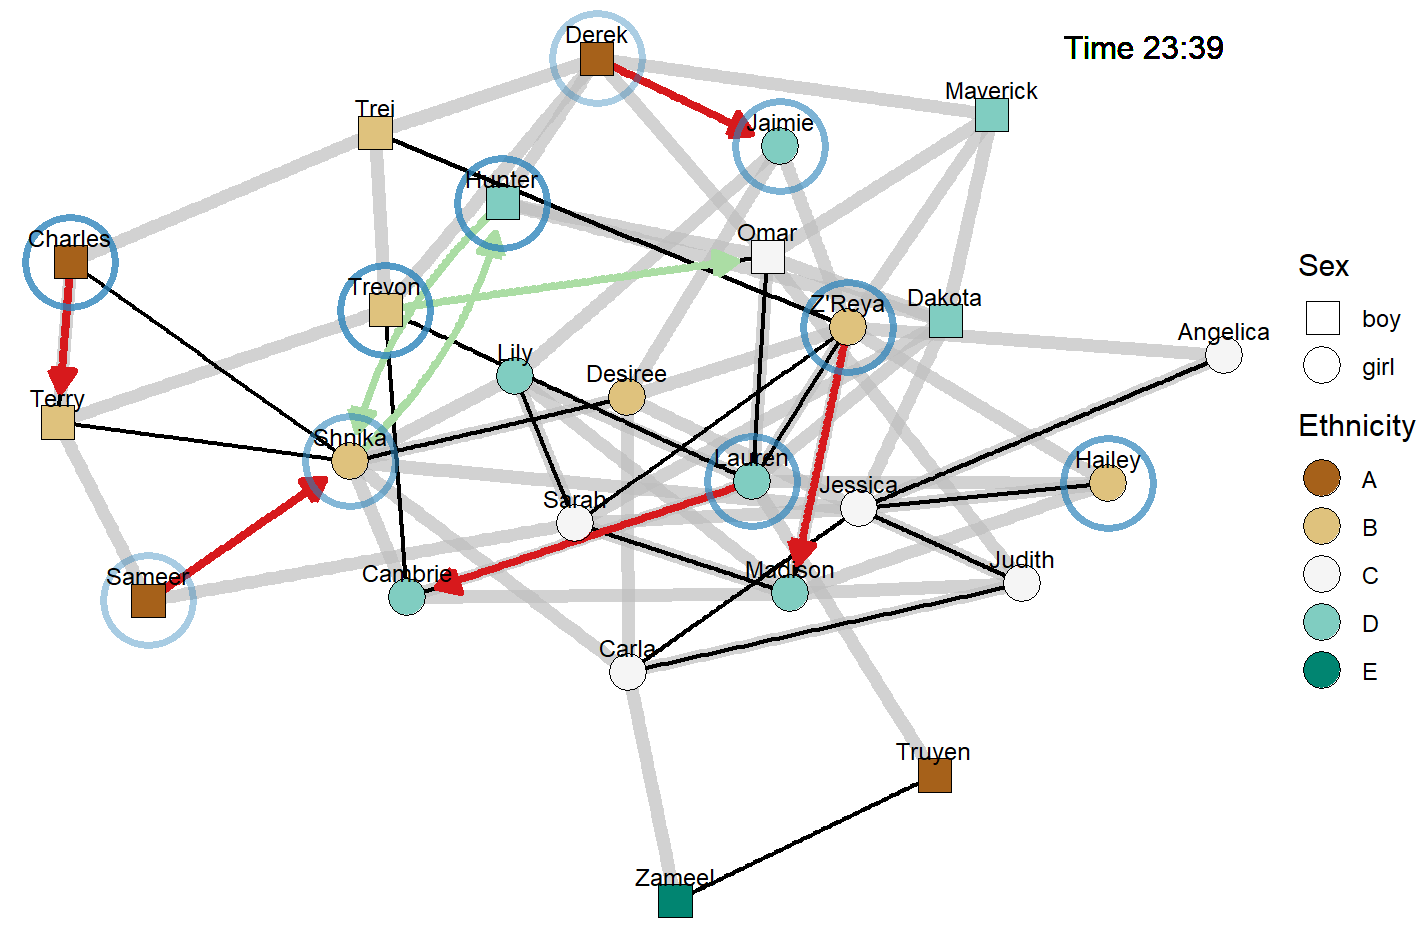 Derek
Time 23:39
Maverick
Trei
Jaimie
Hunter
Charles
Omar
Trevon
Z'Reya
Dakota
Angelica
Lily
Desiree
Terry
Shnika
Lauren
Hailey
Jessica
Sarah
Sameer
Cambrie
Madison
Judith
Carla
Truyen
Zameel
Sex
boy
girl
Ethnicity
A
B
C
D
E